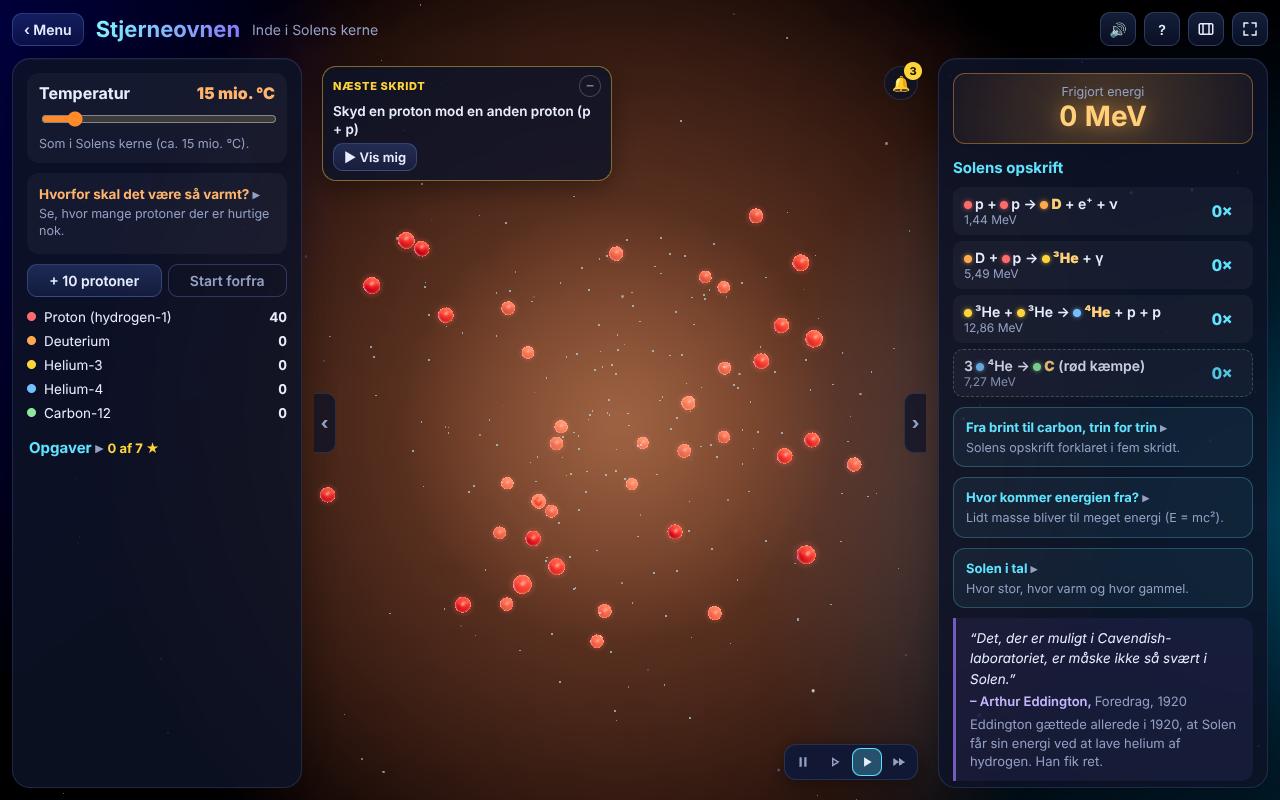 ‹ Menu
Stjerneovnen
Inde i Solens kerne
?
Temperatur
15 mio. °C
Som i Solens kerne (ca. 15 mio. °C).
Hvorfor skal det være så varmt? ▸
Se, hvor mange protoner der er hurtige
nok.
+ 10 protoner
Start forfra
Proton (hydrogen-1) 40
Deuterium 0
Helium-3 0
Helium-4 0
Carbon-12 0
Opgaver ▸ 0 af 7 ★
NÆSTE SKRIDT
Skyd en proton mod en anden proton (p
+ p)
▶ Vis mig
3
Frigjort energi
0 MeV
Solens opskrift
p + p → D + e⁺ + ν
1,44 MeV
0×
D + p → ³He + γ
5,49 MeV
0×
³He + ³He → ⁴He + p + p
12,86 MeV
0×
3 ⁴He → C (rød kæmpe)
7,27 MeV
0×
Fra brint til carbon, trin for trin ▸
Solens opskrift forklaret i fem skridt.
Hvor kommer energien fra? ▸
Lidt masse bliver til meget energi (E = mc²).
Solen i tal ▸
Hvor stor, hvor varm og hvor gammel.
“Det, der er muligt i Cavendish-
laboratoriet, er måske ikke så svært i
Solen.”
– Arthur Eddington, Foredrag, 1920
Eddington gættede allerede i 1920, at Solen
får sin energi ved at lave helium af
hydrogen. Han fik ret.